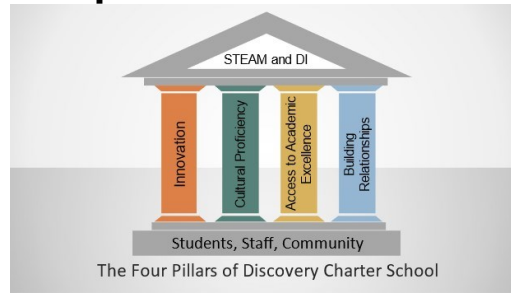 STEAM and DI
Innovation
Cultural Proficiency
Access to Academic
Excellence
Building
Relationships
Students, Staff, Community
The Four Pillars of Discovery Charter School